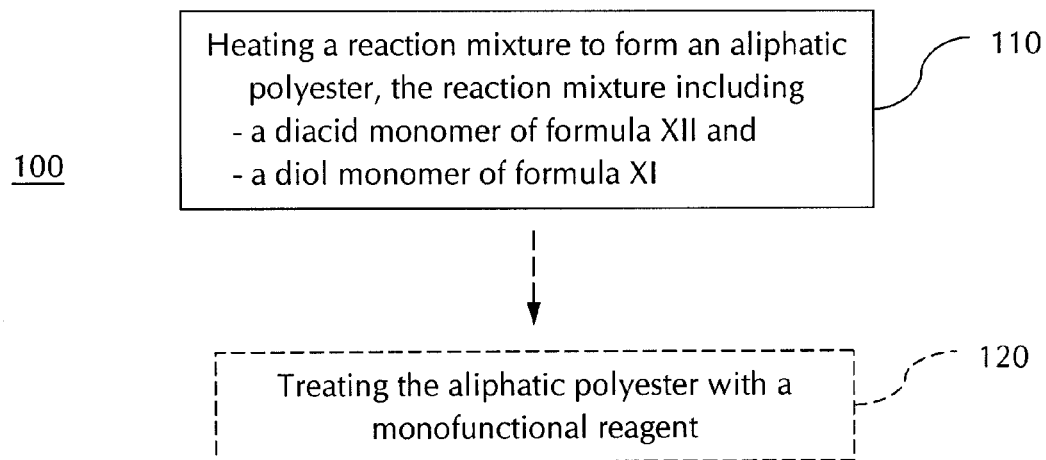 Heating a reaction mixture to form an aliphatic
polyester, the reaction mixture including
- a diacid monomer of formula XII and
- a diol monomer of formula XI
110
100
Treating the aliphatic polyester with a
monofunctional reagent
120